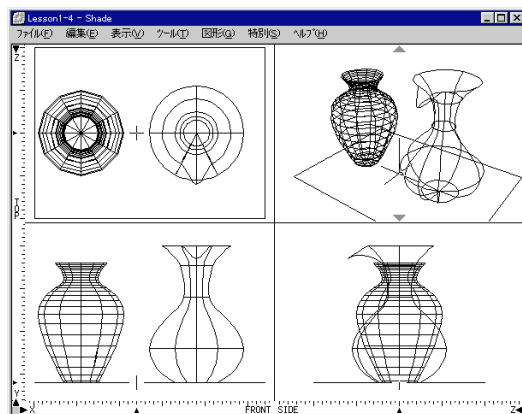 Lesson1-4 - Shade
ファイル(F) 編集(E) 表示(V) ツール(T) 図形(G) 特別(S) ヘルプ(H)
Z
TOP
Y
X FRONT SIDE Z